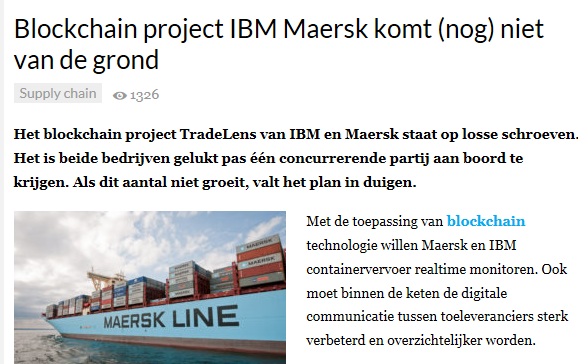 Blockchain project IBM Maersk komt (nog) niet
van de grond
Supply chain 1326
Het blockchain project TradeLens van IBM en Maersk staat op losse schroeven.
Het is beide bedrijven gelukt pas één concurrerende partij aan boord te
krijgen. Als dit aantal niet groeit, valt het plan in duigen.
Met de toepassing van blockchain
technologie willen Maersk en IBM
containervervoer realtime monitoren. Ook
moet binnen de keten de digitale
communicatie tussen toeleveranciers sterk
verbeterd en overzichtelijker worden.
MAERSK LINE